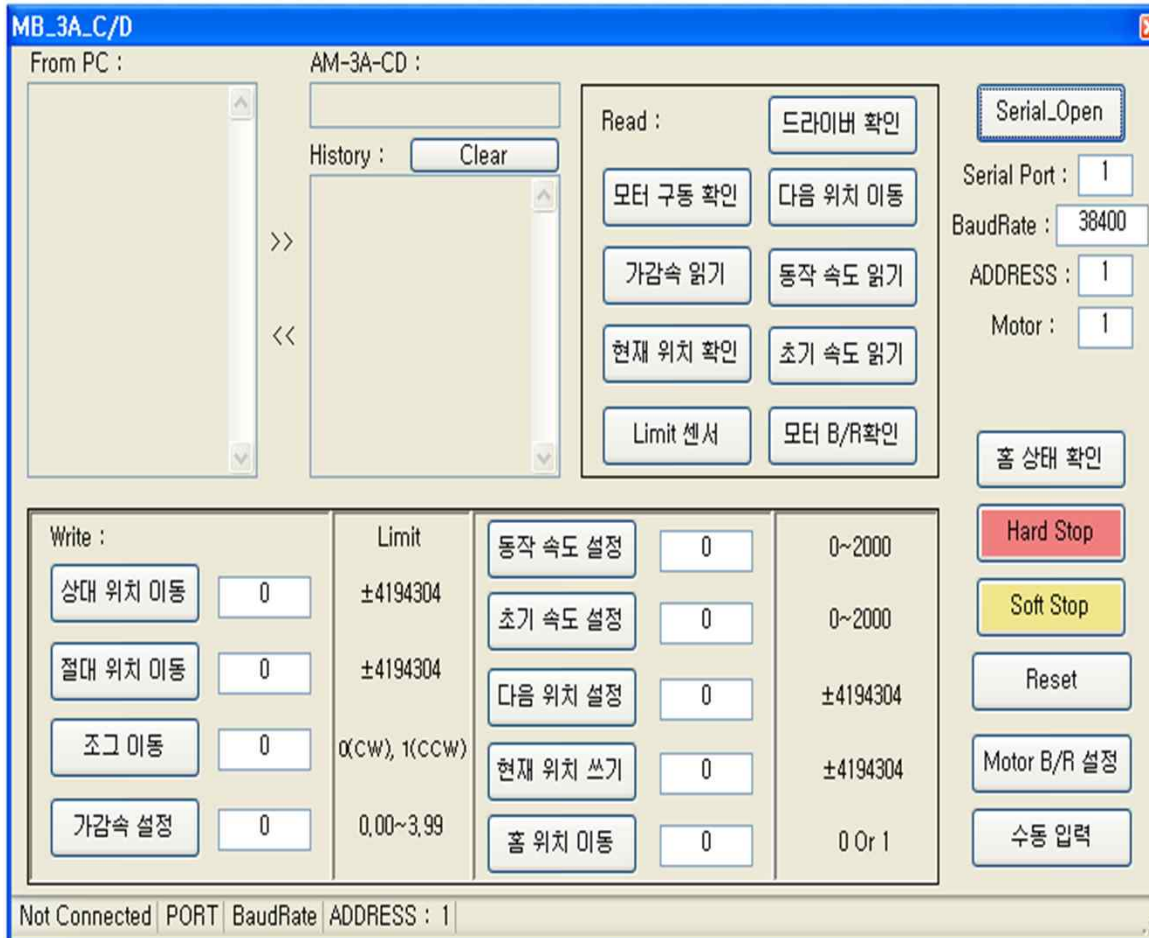 MB_3A_C/D
From PC :
AM-3A-CD :
History :
Clear
>>
<<
Read :
드라이버 확인
모터 구동 확인
다음 위치 이동
가감속 읽기
동작 속도 읽기
현재 위치 확인
초기 속도 읽기
Limit 센서
모터 B/R확인
Serial_Open
Serial Port : 1
BaudRate : 38400
ADDRESS : 1
Motor : 1
홈 상태 확인
Hard Stop
Soft Stop
Reset
Motor B/R 설정
수동 입력
Write :
Limit
상대 위치 이동 0 ±4194304
절대 위치 이동 0 ±4194304
조그 이동 0 0(CW), 1(CCW)
가감속 설정 0 0,00~3,99
동작 속도 설정 0 0~2000
초기 속도 설정 0 0~2000
다음 위치 설정 0 ±4194304
현재 위치 쓰기 0 ±4194304
홈 위치 이동 0 0 Or 1
Not Connected PORT BaudRate ADDRESS : 1